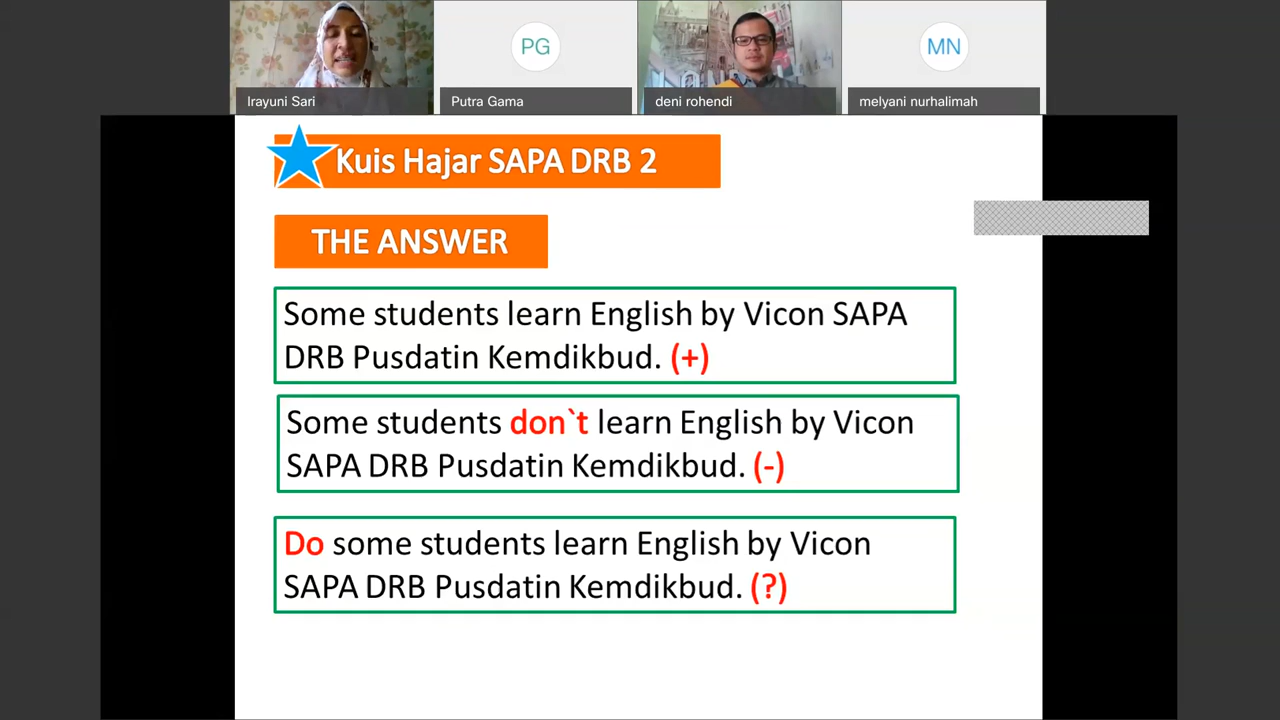 PG
MN
Irayuni Sari
Putra Gama
deni rohendi
melyani nurhalimah
Kuis Hajar SAPA DRB 2
THE ANSWER
Some students learn English by Vicon SAPA
DRB Pusdatin Kemdikbud. (+)
Some students don`t learn English by Vicon
SAPA DRB Pusdatin Kemdikbud. (-)
Do some students learn English by Vicon
SAPA DRB Pusdatin Kemdikbud. (?)